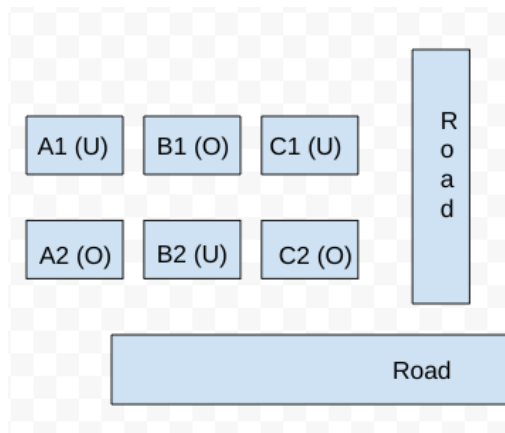 A1 (U) B1 (O) C1 (U)
A2 (O) B2 (U) C2 (O)
R
o
a
d
Road